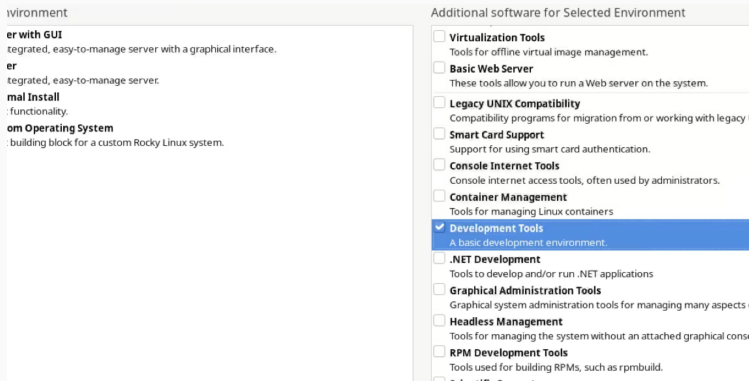 Additional software for Selected Environment
er with GUI
tegrated, easy-to-manage server with a graphical interface.
er
tegrated, easy-to-manage server.
mal Install
functionality.
om Operating System
building block for a custom Rocky Linux system.
Virtualization Tools
Tools for offline virtual image management.
Basic Web Server
These tools allow you to run a Web server on the system.
Legacy UNIX Compatibility
Compatibility programs for migration from or working with legacy
Smart Card Support
Support for using smart card authentication.
Console Internet Tools
Console internet access tools, often used by administrators.
Container Management
Tools for managing Linux containers
Development Tools
A basic development environment.
.NET Development
Tools to develop and/or run .NET applications
Graphical Administration Tools
Graphical system administration tools for managing many aspects
Headless Management
Tools for managing the system without an attached graphical cons
RPM Development Tools
Tools used for building RPMs, such as rpmbuild.